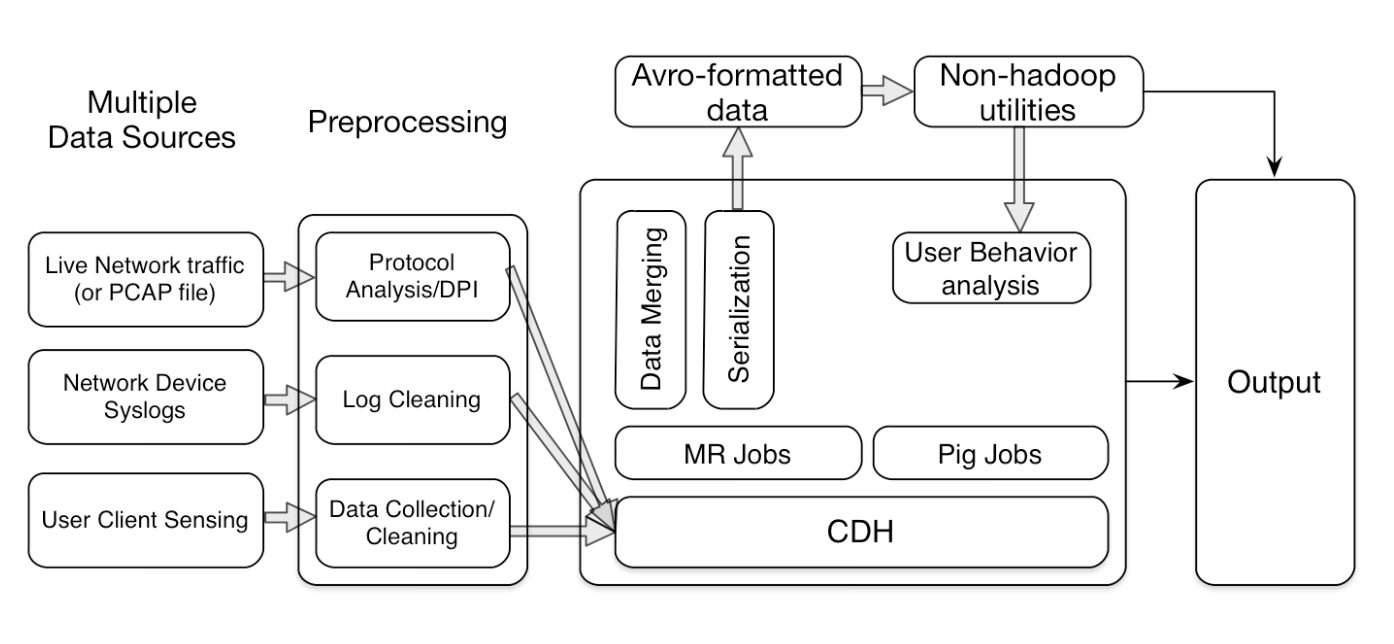 Multiple
Data Sources
Preprocessing
Avro-formatted
data
Non-hadoop
utilities
Live Network traffic
(or PCAP file)
Network Device
Syslogs
User Client Sensing
Protocol
Analysis/DPI
Log Cleaning
Data Collection/
Cleaning
Data Merging
Serialization
User Behavior
analysis
MR Jobs
Pig Jobs
CDH
Output